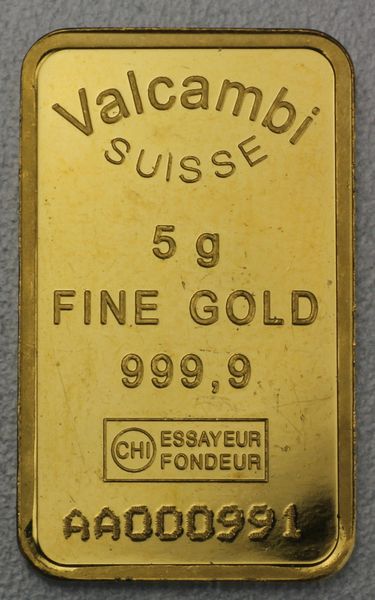 Valcambi
SUISSE
5 g
FINE GOLD
999,9
CHI ESSAYEUR
FONDEUR
AA000991